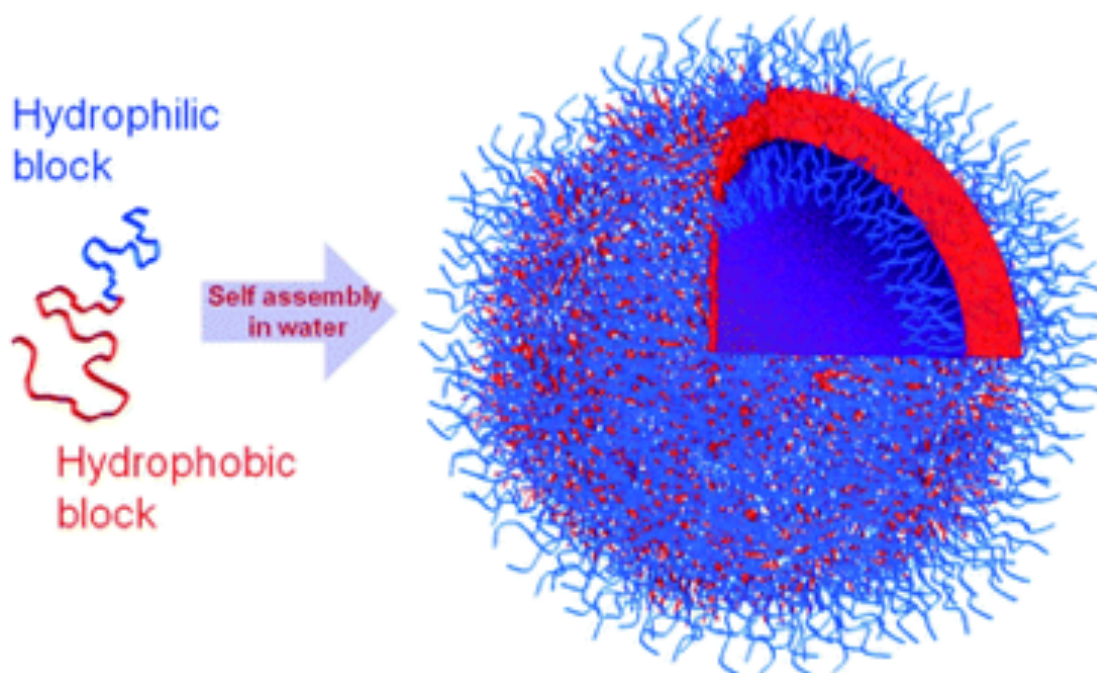 Hydrophilic
block
Self assembly
in water
Hydrophobic
block